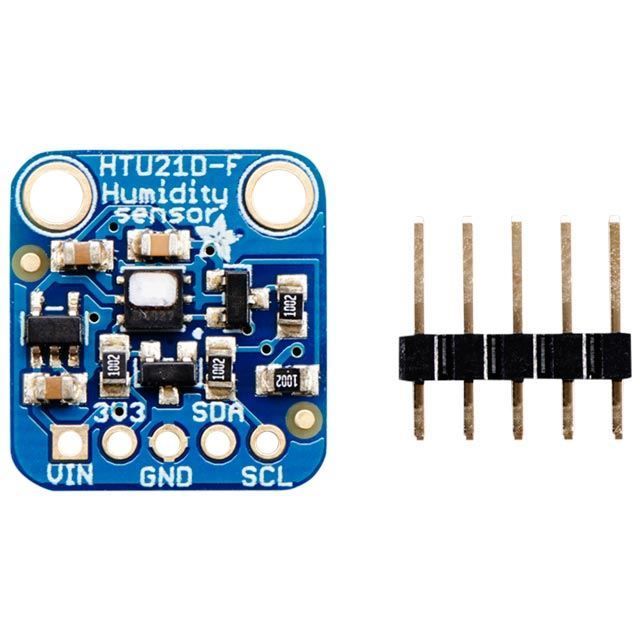 HTU21D-F
Humidity
sensor
1002
1002
1002
1002
3V3 SDA
VIN GND SCL